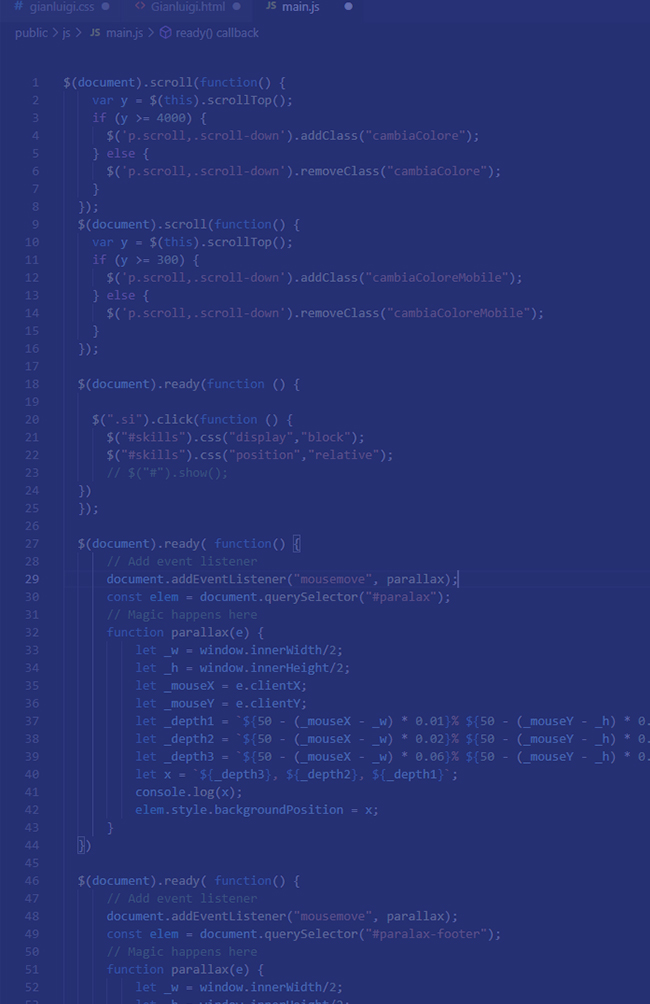 # gianluigi.css ● <> Gianluigi.html ● JS main.js ●
public > js > JS main.js > ready() callback
1 $(document).scroll(function() {
2 var y = $(this).scrollTop();
3 if (y >= 4000) {
4 $('p.scroll,.scroll-down').addClass("cambiaColore");
5 } else {
6 $('p.scroll,.scroll-down').removeClass("cambiaColore");
7 }
8 });
9 $(document).scroll(function() {
10 var y = $(this).scrollTop();
11 if (y >= 300) {
12 $('p.scroll,.scroll-down').addClass("cambiaColoreMobile");
13 } else {
14 $('p.scroll,.scroll-down').removeClass("cambiaColoreMobile");
15 }
16 });
17
18 $(document).ready(function () {
19
20 $(".si").click(function () {
21 $("#skills").css("display","block");
22 $("#skills").css("position","relative");
23 // $("#").show();
24 })
25 });
26
27 $(document).ready( function() {
28 // Add event listener
29 document.addEventListener("mousemove", parallax);
30 const elem = document.querySelector("#paralax");
31 // Magic happens here
32 function parallax(e) {
33 let _w = window.innerWidth/2;
34 let _h = window.innerHeight/2;
35 let _mouseX = e.clientX;
36 let _mouseY = e.clientY;
37 let _depth1 = `${50 - (_mouseX - _w) * 0.01}% ${50 - (_mouseY - _h) * 0.
38 let _depth2 = `${50 - (_mouseX - _w) * 0.02}% ${50 - (_mouseY - _h) * 0.
39 let _depth3 = `${50 - (_mouseX - _w) * 0.06}% ${50 - (_mouseY - _h) * 0.
40 let x = `${_depth3}, ${_depth2}, ${_depth1}`;
41 console.log(x);
42 elem.style.backgroundPosition = x;
43 }
44 })
45
46 $(document).ready( function() {
47 // Add event listener
48 document.addEventListener("mousemove", parallax);
49 const elem = document.querySelector("#paralax-footer");
50 // Magic happens here
51 function parallax(e) {
52 let _w = window.innerWidth/2;